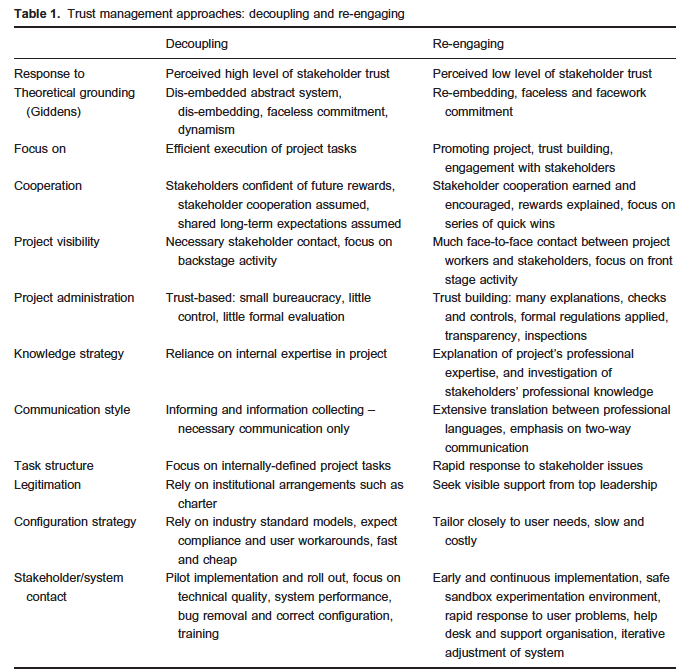 Table 1. Trust management approaches: decoupling and re-engaging
Decoupling Re-engaging
Response to Perceived high level of stakeholder trust Perceived low level of stakeholder trust
Theoretical grounding Dis-embedded abstract system, Re-embedding, faceless and facework
(Giddens) dis-embedding, faceless commitment, commitment
dynamism
Focus on Efficient execution of project tasks Promoting project, trust building,
engagement with stakeholders
Cooperation Stakeholders confident of future rewards, Stakeholder cooperation earned and
stakeholder cooperation assumed, encouraged, rewards explained, focus on
shared long-term expectations assumed series of quick wins
Project visibility Necessary stakeholder contact, focus on Much face-to-face contact between project
backstage activity workers and stakeholders, focus on front
stage activity
Project administration Trust-based: small bureaucracy, little Trust building: many explanations, checks
control, little formal evaluation and controls, formal regulations applied,
transparency, inspections
Knowledge strategy Reliance on internal expertise in project Explanation of project's professional
expertise, and investigation of
stakeholders' professional knowledge
Communication style Informing and information collecting – Extensive translation between professional
necessary communication only languages, emphasis on two-way
communication
Task structure Focus on internally-defined project tasks Rapid response to stakeholder issues
Legitimation Rely on institutional arrangements such as Seek visible support from top leadership
charter
Configuration strategy Rely on industry standard models, expect Tailor closely to user needs, slow and
compliance and user workarounds, fast costly
and cheap
Stakeholder/system Pilot implementation and roll out, focus on Early and continuous implementation, safe
contact technical quality, system performance, sandbox experimentation environment,
bug removal and correct configuration, rapid response to user problems, help
training desk and support organisation, iterative
adjustment of system